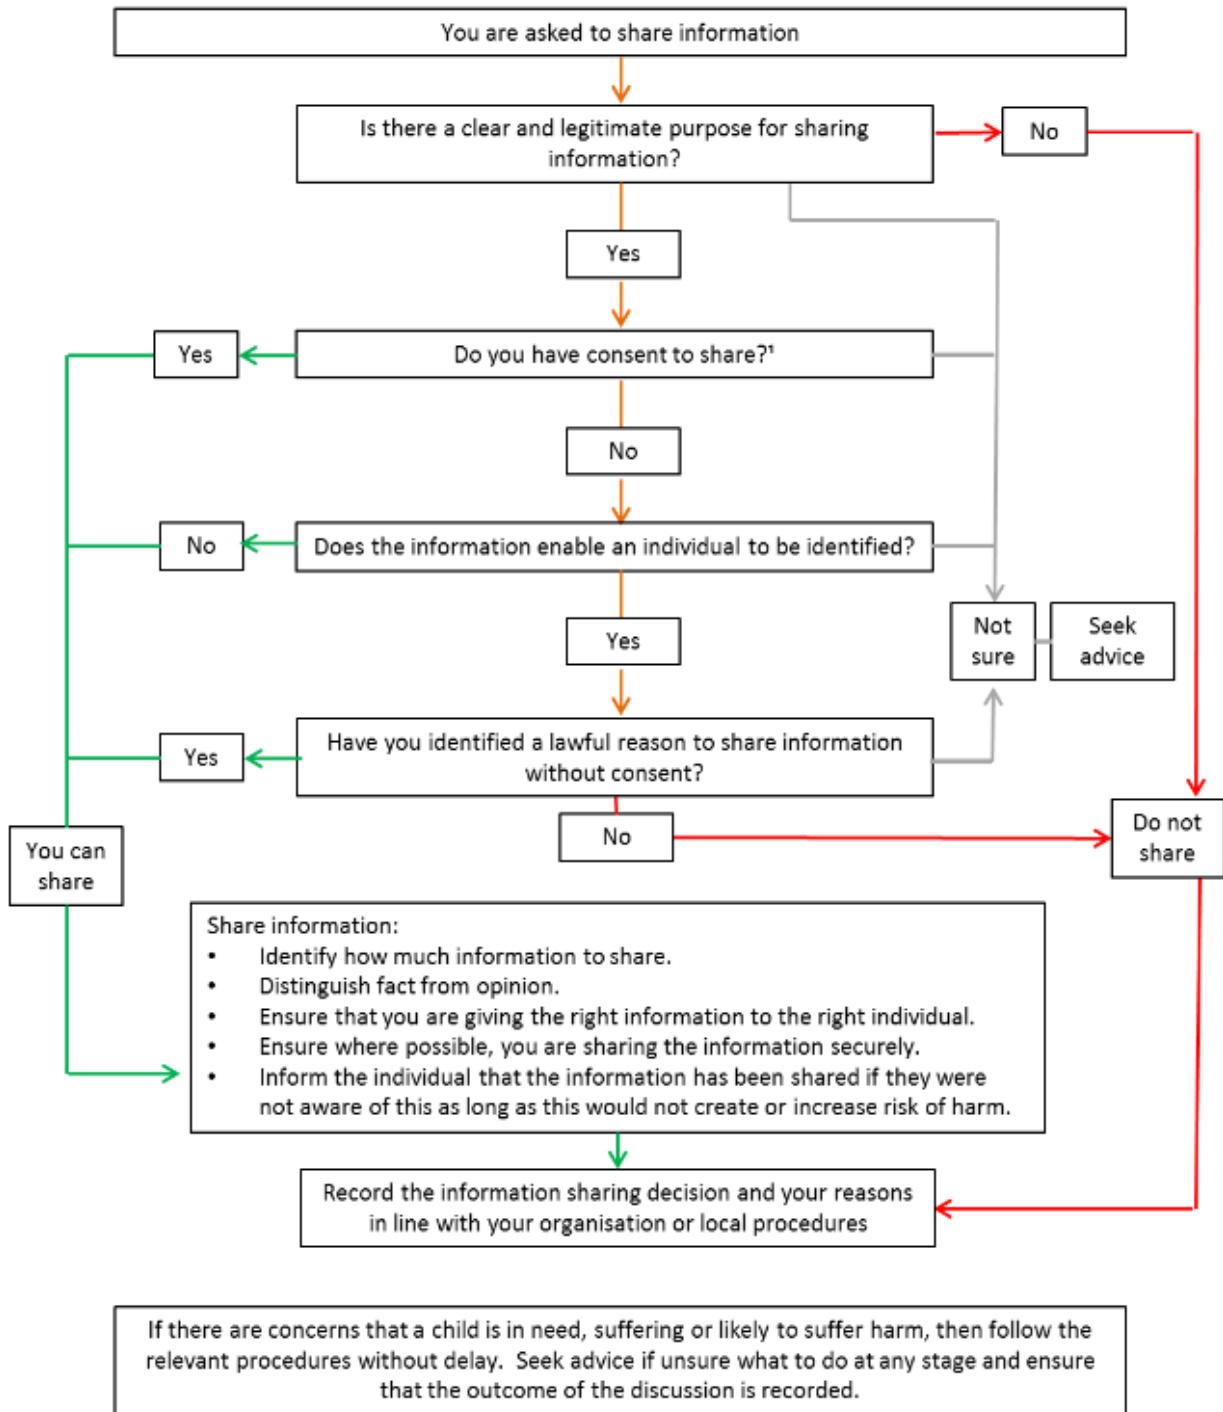 You are asked to share information
Is there a clear and legitimate purpose for sharing
information?
No
Yes
Yes
Do you have consent to share?¹
No
No
Does the information enable an individual to be identified?
Not
sure
Seek
advice
Yes
Yes
Have you identified a lawful reason to share information
without consent?
No
Do not
share
You can
share
Share information:
• Identify how much information to share.
• Distinguish fact from opinion.
• Ensure that you are giving the right information to the right individual.
• Ensure where possible, you are sharing the information securely.
• Inform the individual that the information has been shared if they were
not aware of this as long as this would not create or increase risk of harm.
Record the information sharing decision and your reasons
in line with your organisation or local procedures
If there are concerns that a child is in need, suffering or likely to suffer harm, then follow the
relevant procedures without delay.  Seek advice if unsure what to do at any stage and ensure
that the outcome of the discussion is recorded.